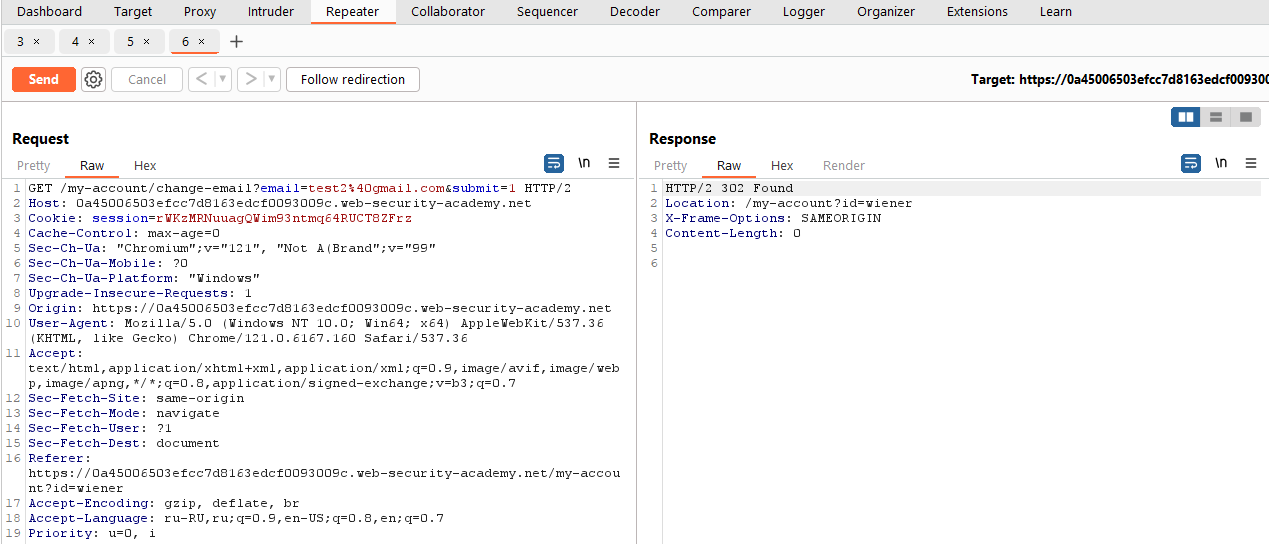 Dashboard Target Proxy Intruder Repeater Collaborator Sequencer Decoder Comparer Logger Organizer Extensions Learn
3 × 4 × 5 × 6 × +
Send Cancel < > Follow redirection Target: https://0a45006503efcc7d8163edcf009300
Request
Pretty Raw Hex \n
1 GET /my-account/change-email?email=test2%40gmail.com&submit=1 HTTP/2
2 Host: 0a45006503efcc7d8163edcf0093009c.web-security-academy.net
3 Cookie: session=rWKzMRNuuagQWim93ntmq64RUCT8ZFrz
4 Cache-Control: max-age=0
5 Sec-Ch-Ua: "Chromium";v="121", "Not A(Brand";v="99"
6 Sec-Ch-Ua-Mobile: ?0
7 Sec-Ch-Ua-Platform: "Windows"
8 Upgrade-Insecure-Requests: 1
9 Origin: https://0a45006503efcc7d8163edcf0093009c.web-security-academy.net
10 User-Agent: Mozilla/5.0 (Windows NT 10.0; Win64; x64) AppleWebKit/537.36
(KHTML, like Gecko) Chrome/121.0.6167.160 Safari/537.36
11 Accept:
text/html,application/xhtml+xml,application/xml;q=0.9,image/avif,image/web
p,image/apng,*/*;q=0.8,application/signed-exchange;v=b3;q=0.7
12 Sec-Fetch-Site: same-origin
13 Sec-Fetch-Mode: navigate
14 Sec-Fetch-User: ?1
15 Sec-Fetch-Dest: document
16 Referer:
https://0a45006503efcc7d8163edcf0093009c.web-security-academy.net/my-accou
nt?id=wiener
17 Accept-Encoding: gzip, deflate, br
18 Accept-Language: ru-RU,ru;q=0.9,en-US;q=0.8,en;q=0.7
19 Priority: u=0, i
Response
Pretty Raw Hex Render \n
1 HTTP/2 302 Found
2 Location: /my-account?id=wiener
3 X-Frame-Options: SAMEORIGIN
4 Content-Length: 0
5
6